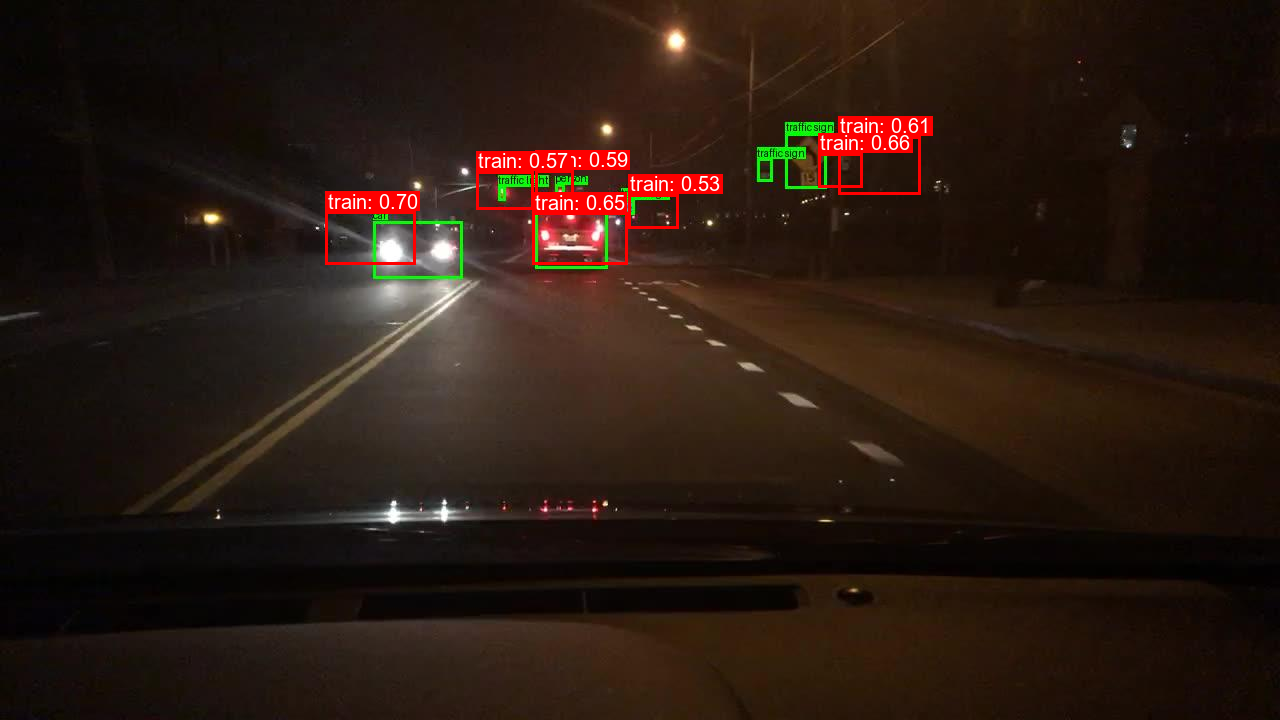 train: 0.61
traffic sign
train: 0.66
traffic sign
train: 0.57
n: 0.59
traffic light
person
train: 0.53
train: 0.70
train: 0.65
car